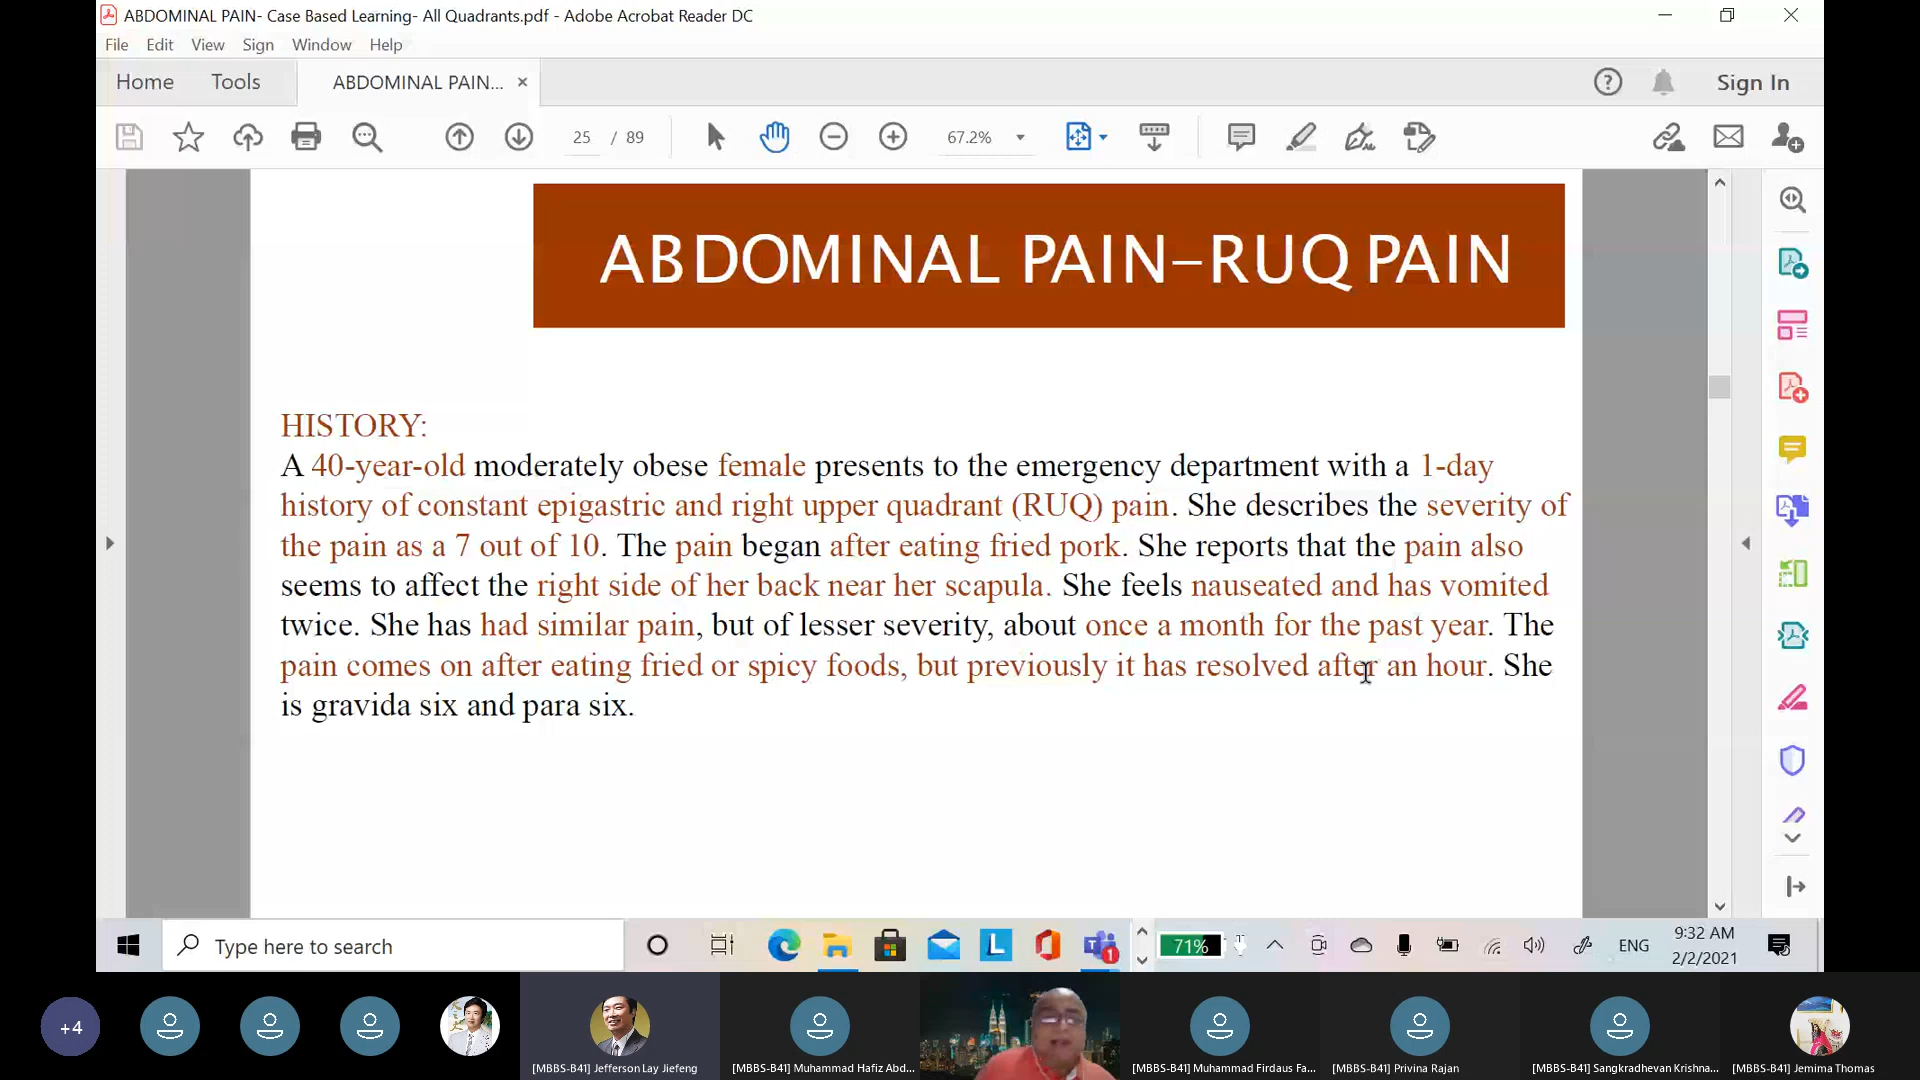 ABDOMINAL PAIN- Case Based Learning- All Quadrants.pdf - Adobe Acrobat Reader DC
File Edit View Sign Window Help
Home Tools ABDOMINAL PAIN... × Sign In
25 / 89 67.2%
ABDOMINAL PAIN–RUQ PAIN
HISTORY:
A 40-year-old moderately obese female presents to the emergency department with a 1-day
history of constant epigastric and right upper quadrant (RUQ) pain. She describes the severity of
the pain as a 7 out of 10. The pain began after eating fried pork. She reports that the pain also
seems to affect the right side of her back near her scapula. She feels nauseated and has vomited
twice. She has had similar pain, but of lesser severity, about once a month for the past year. The
pain comes on after eating fried or spicy foods, but previously it has resolved after an hour. She
is gravida six and para six.
Type here to search
71%
ENG
9:32 AM
2/2/2021
+4
[MBBS-B41] Jefferson Lay Jiefeng
[MBBS-B41] Muhammad Hafiz Abd...
[MBBS-B41] Muhammad Firdaus Fa...
[MBBS-B41] Privina Rajan
[MBBS-B41] Sangkradhevan Krishna...
[MBBS-B41] Jemima Thomas